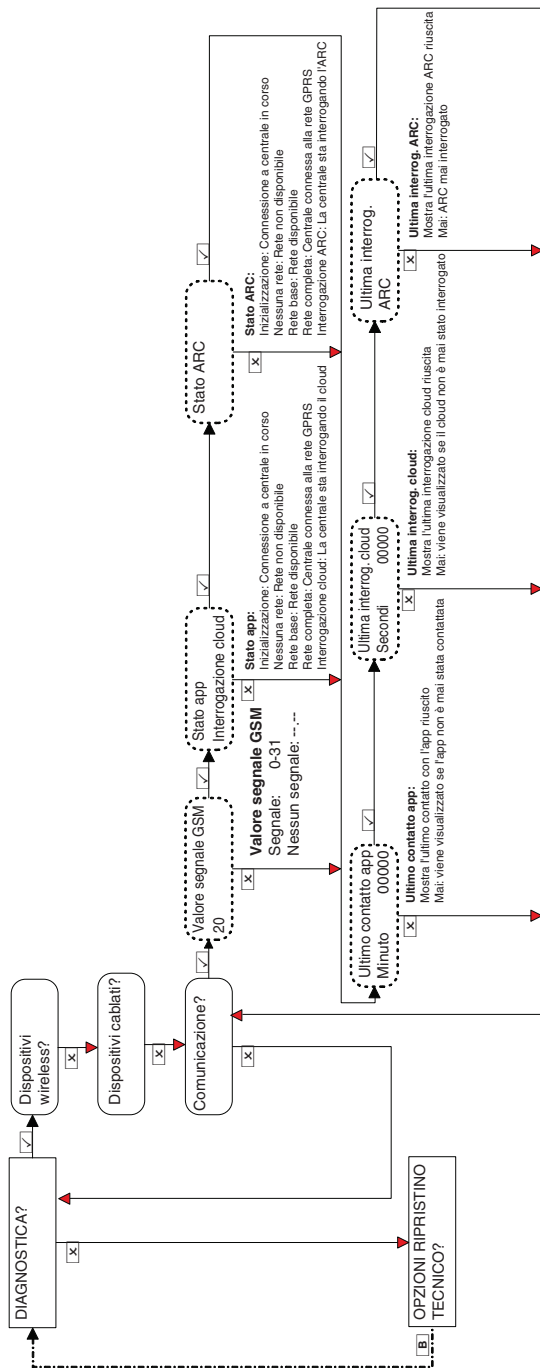 DIAGNOSTICA?
✓
Dispositivi
wireless?
×
Dispositivi cablati?
×
Comunicazione?
✓
×
×
OPZIONI RIPRISTINO
TECNICO?
B
Valore segnale GSM
20
✓
×
Valore segnale GSM
Segnale: 0-31
Nessun segnale: --.--
Stato app
Interrogazione cloud
✓
×
Stato app:
Inizializzazione: Connessione a centrale in corso
Nessuna rete: Rete non disponibile
Rete base: Rete disponibile
Rete completa: Centrale connessa alla rete GPRS
Interrogazione cloud: La centrale sta interrogando il cloud
Stato ARC
✓
×
Stato ARC:
Inizializzazione: Connessione a centrale in corso
Nessuna rete: Rete non disponibile
Rete base: Rete disponibile
Rete completa: Centrale connessa alla rete GPRS
Interrogazione ARC: La centrale sta interrogando l'ARC
Ultimo contatto app
Minuto 00000
✓
×
Ultimo contatto app:
Mostra l'ultimo contatto con l'app riuscito
Mai: viene visualizzato se l'app non è mai stata contattata
Ultima interrog. cloud
Secondi 00000
✓
×
Ultima interrog. cloud:
Mostra l'ultima interrogazione cloud riuscita
Mai: viene visualizzato se il cloud non è mai stato interrogato
Ultima interrog.
ARC
✓
×
Ultima interrog. ARC:
Mostra l'ultima interrogazione ARC riuscita
Mai: ARC mai interrogato